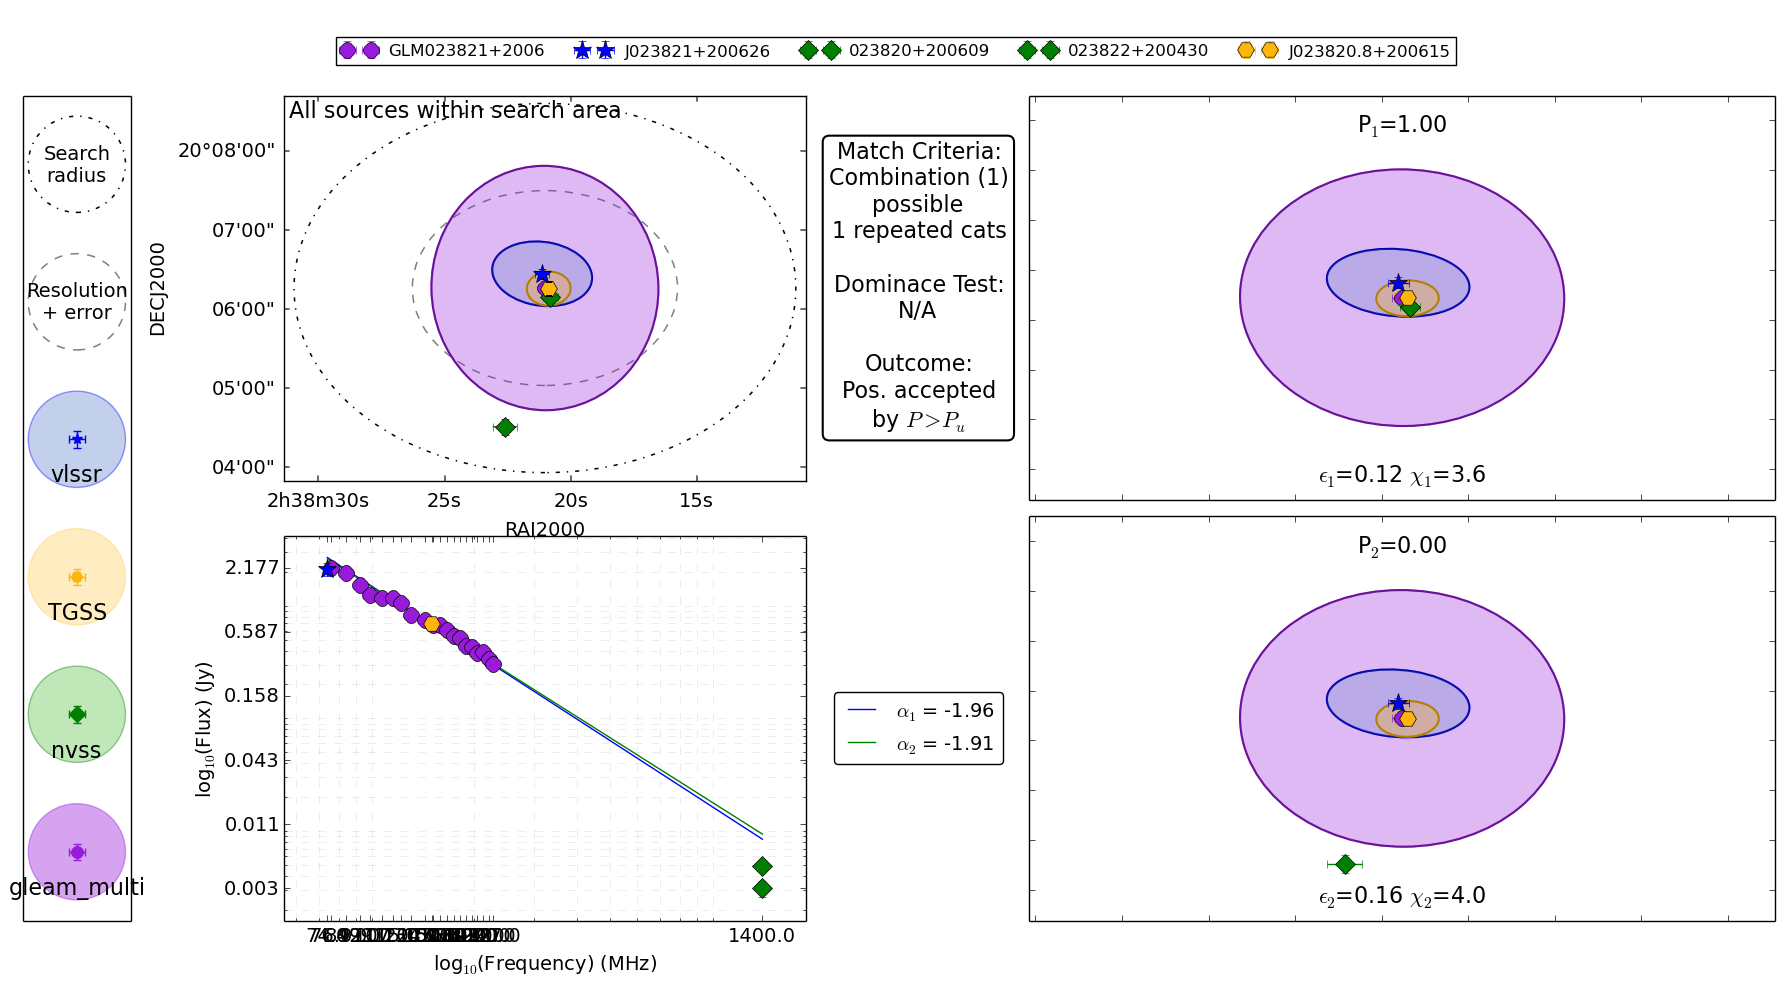 GLM023821+2006 J023821+200626 023820+200609 023822+200430 J023820.8+200615
Search
radius
Resolution
+ error
vlssr
TGSS
nvss
gleam_multi
All sources within search area
DECJ2000
20°08'00"
07'00"
06'00"
05'00"
04'00"
2h38m30s 25s 20s 15s
RAJ2000
Match Criteria:
Combination (1)
possible
1 repeated cats
Dominace Test:
N/A
Outcome:
Pos. accepted
by P>Pu
P1=1.00
ϵ1=0.12 χ1=3.6
log10(Flux) (Jy)
2.177
0.587
0.158
0.043
0.011
0.003
1400.0
log10(Frequency) (MHz)
α1 = -1.96
α2 = -1.91
P2=0.00
ϵ2=0.16 χ2=4.0